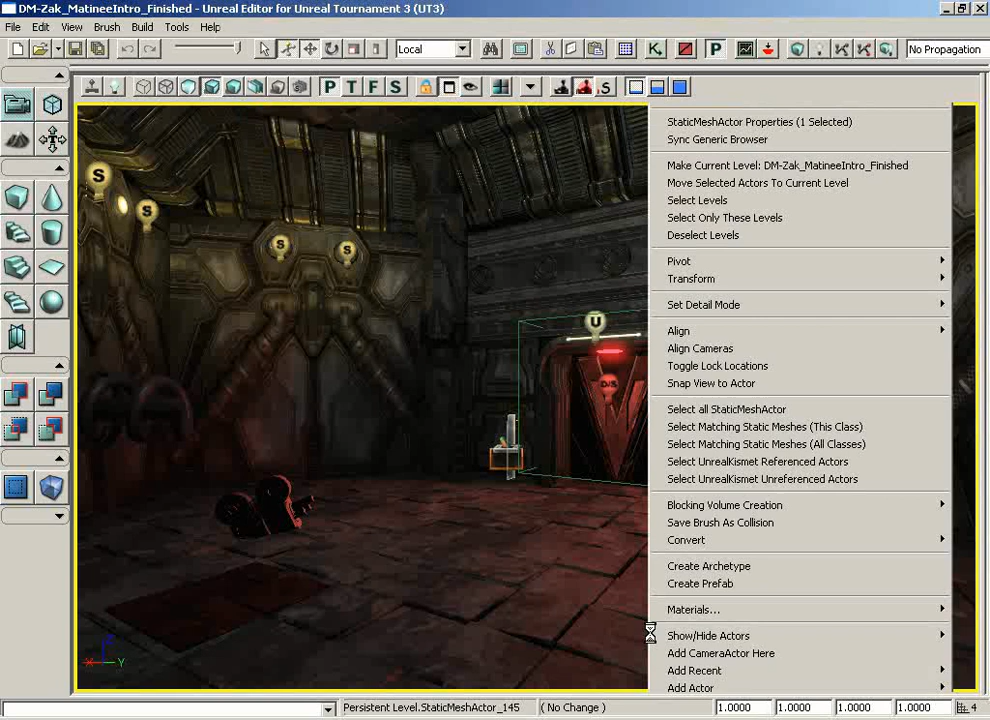 DM-Zak_MatineeIntro_Finished - Unreal Editor for Unreal Tournament 3 (UT3)
File Edit View Brush Build Tools Help
Local
K
P
No Propagation
P T F S
S
S
S
S
S
U
StaticMeshActor Properties (1 Selected)
Sync Generic Browser
Make Current Level: DM-Zak_MatineeIntro_Finished
Move Selected Actors To Current Level
Select Levels
Select Only These Levels
Deselect Levels
Pivot
Transform
Set Detail Mode
Align
Align Cameras
Toggle Lock Locations
Snap View to Actor
Select all StaticMeshActor
Select Matching Static Meshes (This Class)
Select Matching Static Meshes (All Classes)
Select UnrealKismet Referenced Actors
Select UnrealKismet Unreferenced Actors
Blocking Volume Creation
Save Brush As Collision
Convert
Create Archetype
Create Prefab
Materials...
Show/Hide Actors
Add CameraActor Here
Add Recent
Add Actor
X Y
Persistent Level.StaticMeshActor_145
( No Change )
1.0000
1.0000
1.0000
1.0000
4